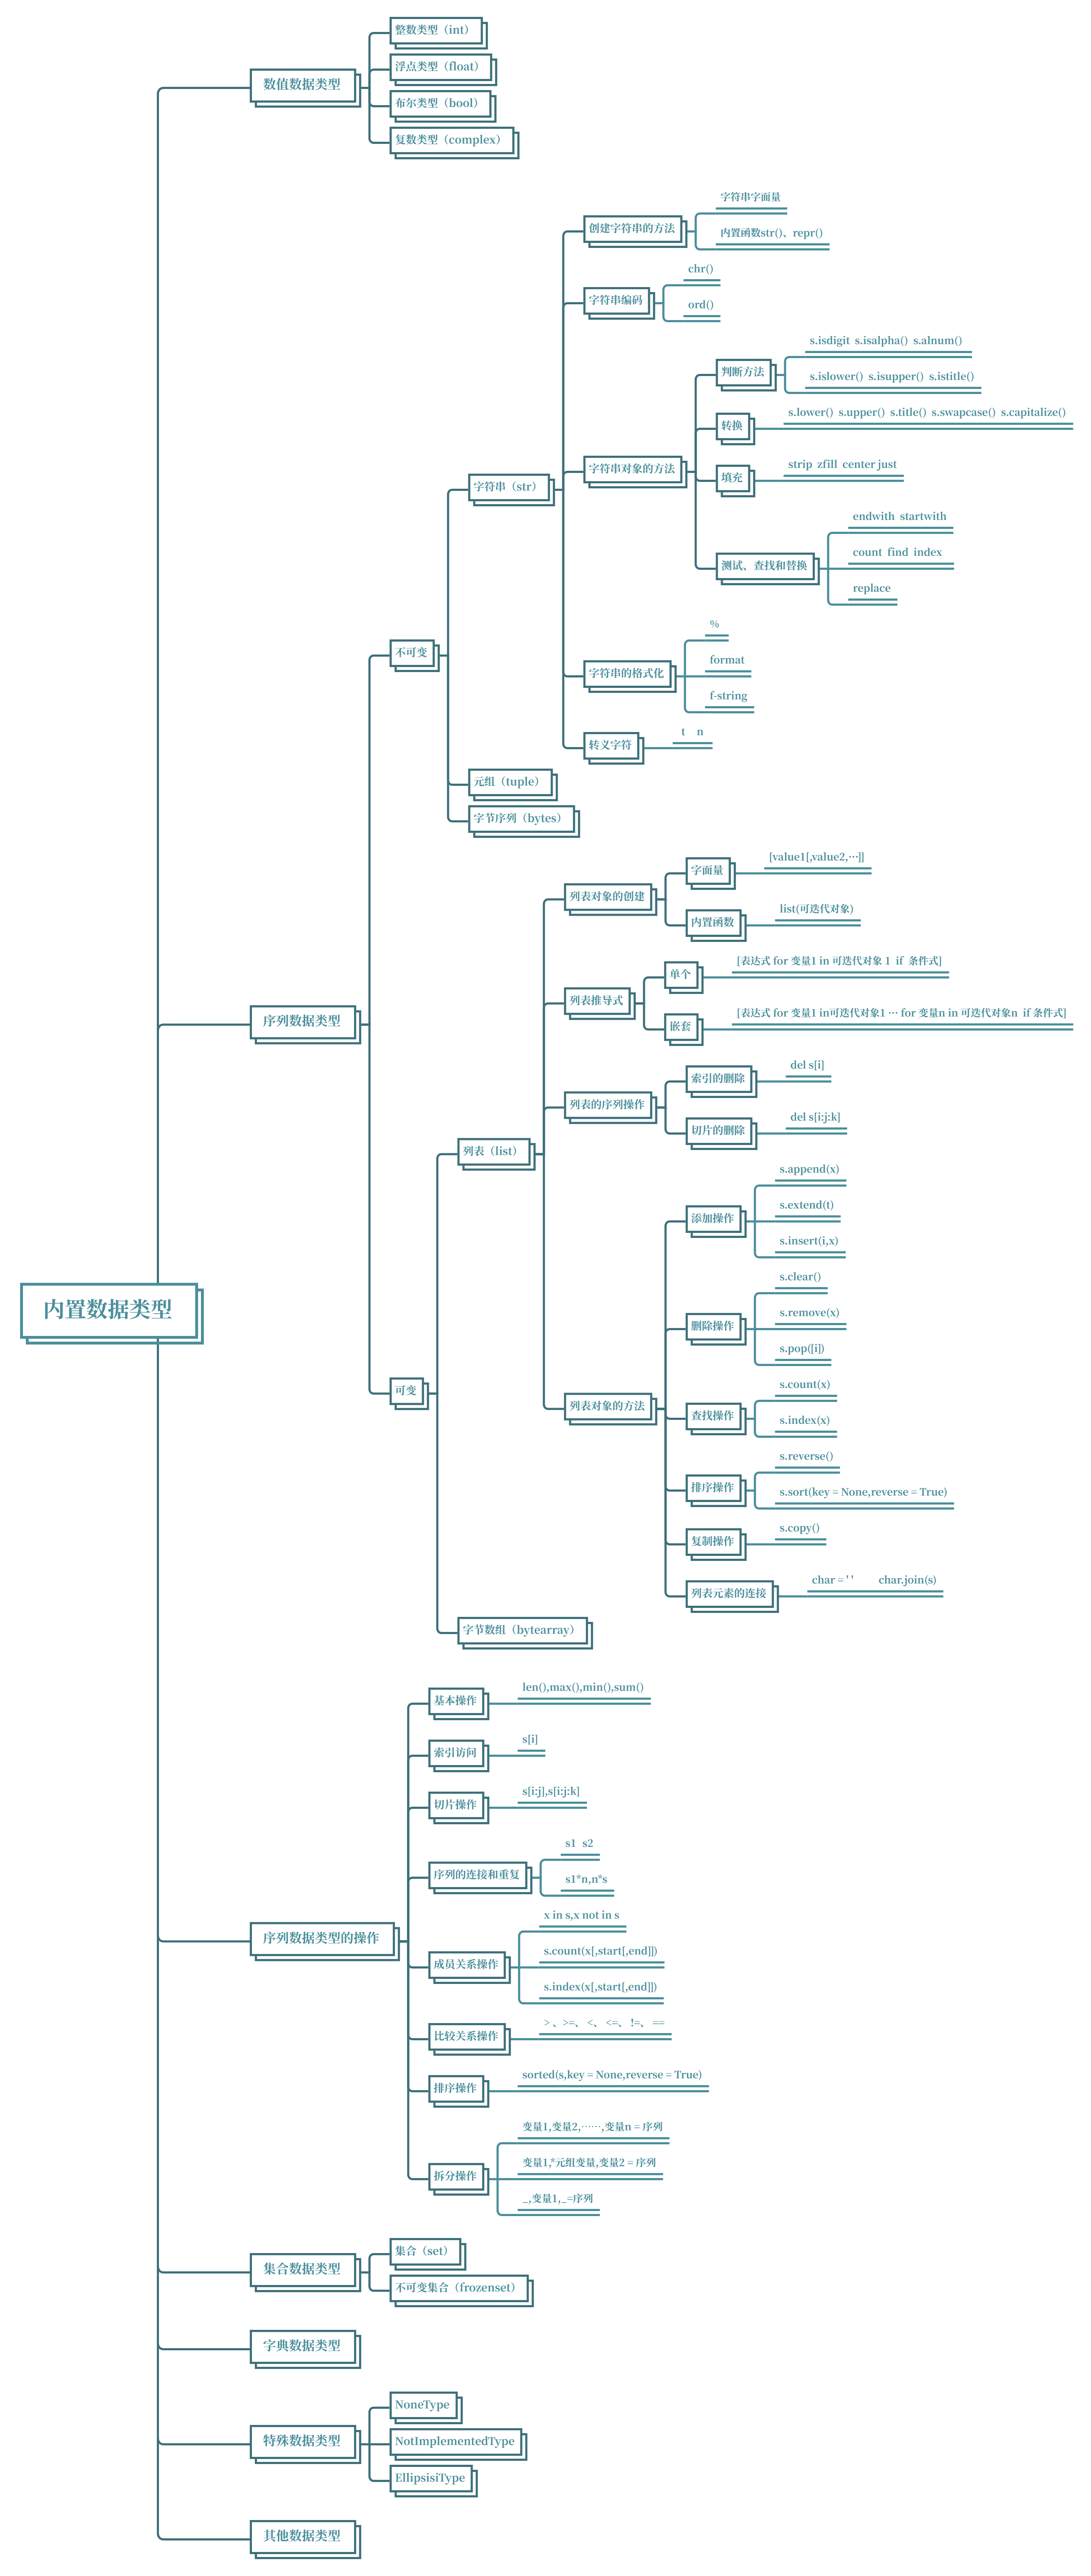 内置数据类型
数值数据类型
整数类型（int）
浮点类型（float）
布尔类型（bool）
复数类型（complex）
序列数据类型
不可变
字符串（str）
创建字符串的方法
字符串字面量
内置函数str()、repr()
字符串编码
chr()
ord()
字符串对象的方法
判断方法
s.isdigit s.isalpha() s.alnum()
s.islower() s.isupper() s.istitle()
转换
s.lower() s.upper() s.title() s.swapcase() s.capitalize()
填充
strip zfill center just
测试、查找和替换
endwith startwith
count find index
replace
字符串的格式化
%
format
f-string
转义字符
t n
元组（tuple）
字节序列（bytes）
可变
列表（list）
列表对象的创建
字面量
[value1[,value2,…]]
内置函数
list(可迭代对象)
列表推导式
单个
[表达式 for 变量1 in 可迭代对象 1 if 条件式]
嵌套
[表达式 for 变量1 in可迭代对象1 … for 变量n in 可迭代对象n if 条件式]
列表的序列操作
索引的删除
del s[i]
切片的删除
del s[i:j:k]
列表对象的方法
添加操作
s.append(x)
s.extend(t)
s.insert(i,x)
删除操作
s.clear()
s.remove(x)
s.pop([i])
查找操作
s.count(x)
s.index(x)
排序操作
s.reverse()
s.sort(key = None,reverse = True)
复制操作
s.copy()
列表元素的连接
char = ' ' char.join(s)
字节数组（bytearray）
序列数据类型的操作
基本操作
len(),max(),min(),sum()
索引访问
s[i]
切片操作
s[i:j],s[i:j:k]
序列的连接和重复
s1 s2
s1*n,n*s
成员关系操作
x in s,x not in s
s.count(x[,start[,end]])
s.index(x[,start[,end]])
比较关系操作
> 、>=、 <、 <=、 !=、 ==
排序操作
sorted(s,key = None,reverse = True)
拆分操作
变量1,变量2,……,变量n = 序列
变量1,*元组变量,变量2 = 序列
_,变量1,_=序列
集合数据类型
集合（set）
不可变集合（frozenset）
字典数据类型
特殊数据类型
NoneType
NotImplementedType
EllipsisiType
其他数据类型